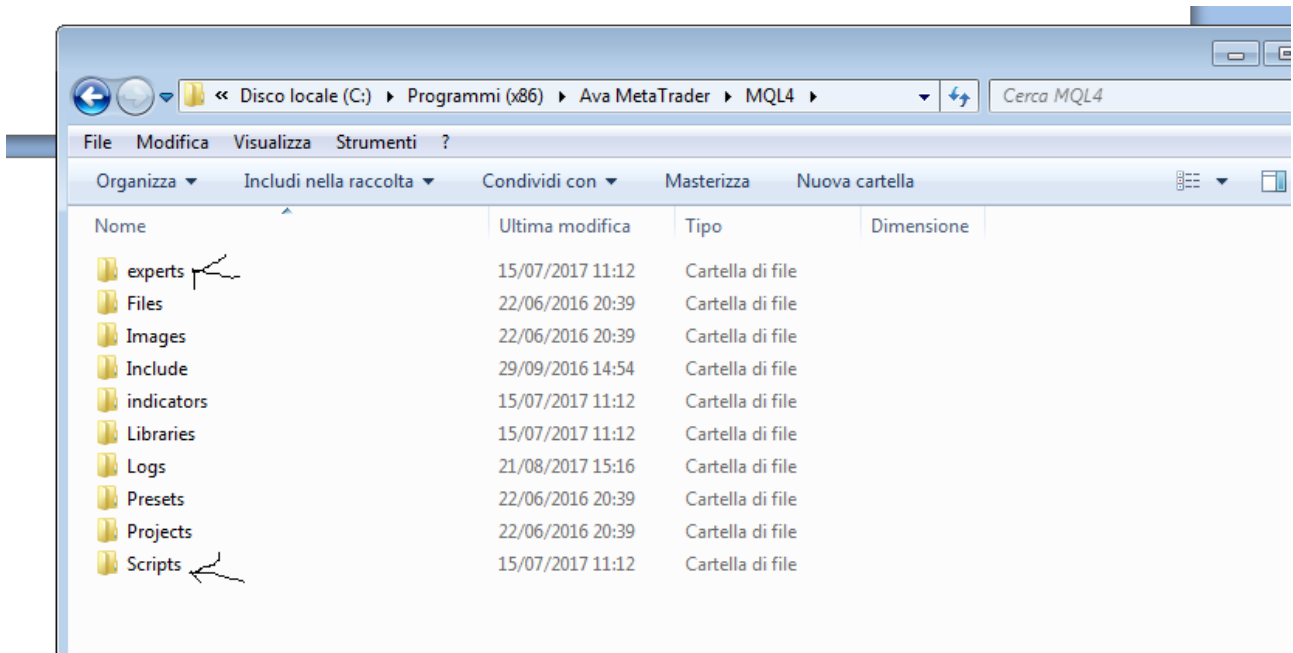 « Disco locale (C:) Programmi (x86) Ava MetaTrader MQL4 Cerca MQL4
File Modifica Visualizza Strumenti ?
Organizza Includi nella raccolta Condividi con Masterizza Nuova cartella
Nome Ultima modifica Tipo Dimensione
experts 15/07/2017 11:12 Cartella di file
Files 22/06/2016 20:39 Cartella di file
Images 22/06/2016 20:39 Cartella di file
Include 29/09/2016 14:54 Cartella di file
indicators 15/07/2017 11:12 Cartella di file
Libraries 15/07/2017 11:12 Cartella di file
Logs 21/08/2017 15:16 Cartella di file
Presets 22/06/2016 20:39 Cartella di file
Projects 22/06/2016 20:39 Cartella di file
Scripts 15/07/2017 11:12 Cartella di file